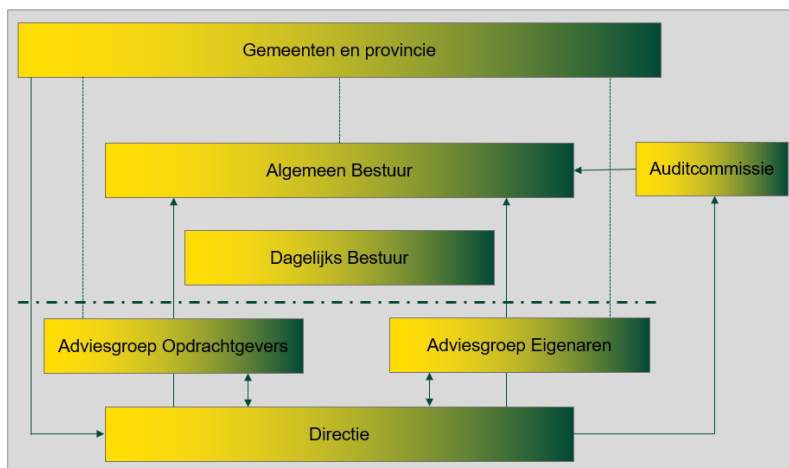 Gemeenten en provincie
Algemeen Bestuur
Auditcommissie
Dagelijks Bestuur
Adviesgroep Opdrachtgevers
Adviesgroep Eigenaren
Directie